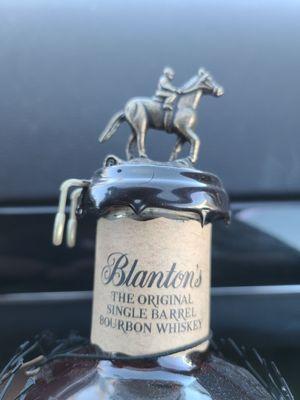 Blanton's
THE ORIGINAL
SINGLE BARREL
BOURBON WHISKEY